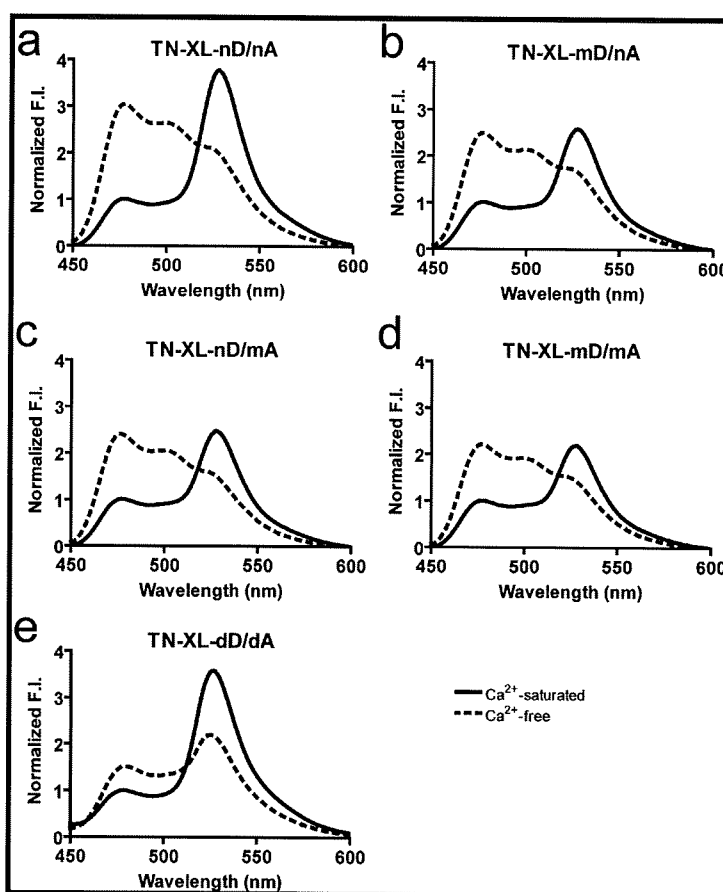 a
TN-XL-nD/nA
Normalized F.I.
4
3
2
1
0
450 500 550 600
Wavelength (nm)
b
TN-XL-mD/nA
Normalized F.I.
4
3
2
1
0
450 500 550 600
Wavelength (nm)
c
TN-XL-nD/mA
Normalized F.I.
4
3
2
1
0
450 500 550 600
Wavelength (nm)
d
TN-XL-mD/mA
Normalized F.I.
4
3
2
1
0
450 500 550 600
Wavelength (nm)
e
TN-XL-dD/dA
Normalized F.I.
4
3
2
1
0
450 500 550 600
Wavelength (nm)
Ca²⁺-saturated
Ca²⁺-free